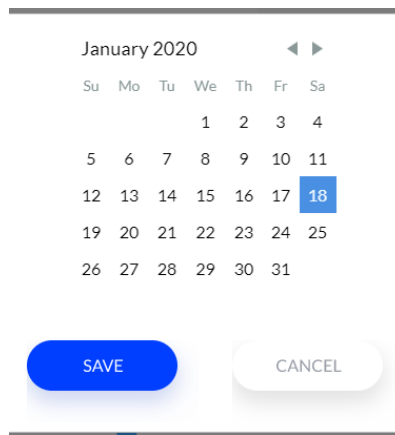 January 2020
Su Mo Tu We Th Fr Sa
1 2 3 4
5 6 7 8 9 10 11
12 13 14 15 16 17 18
19 20 21 22 23 24 25
26 27 28 29 30 31
SAVE CANCEL